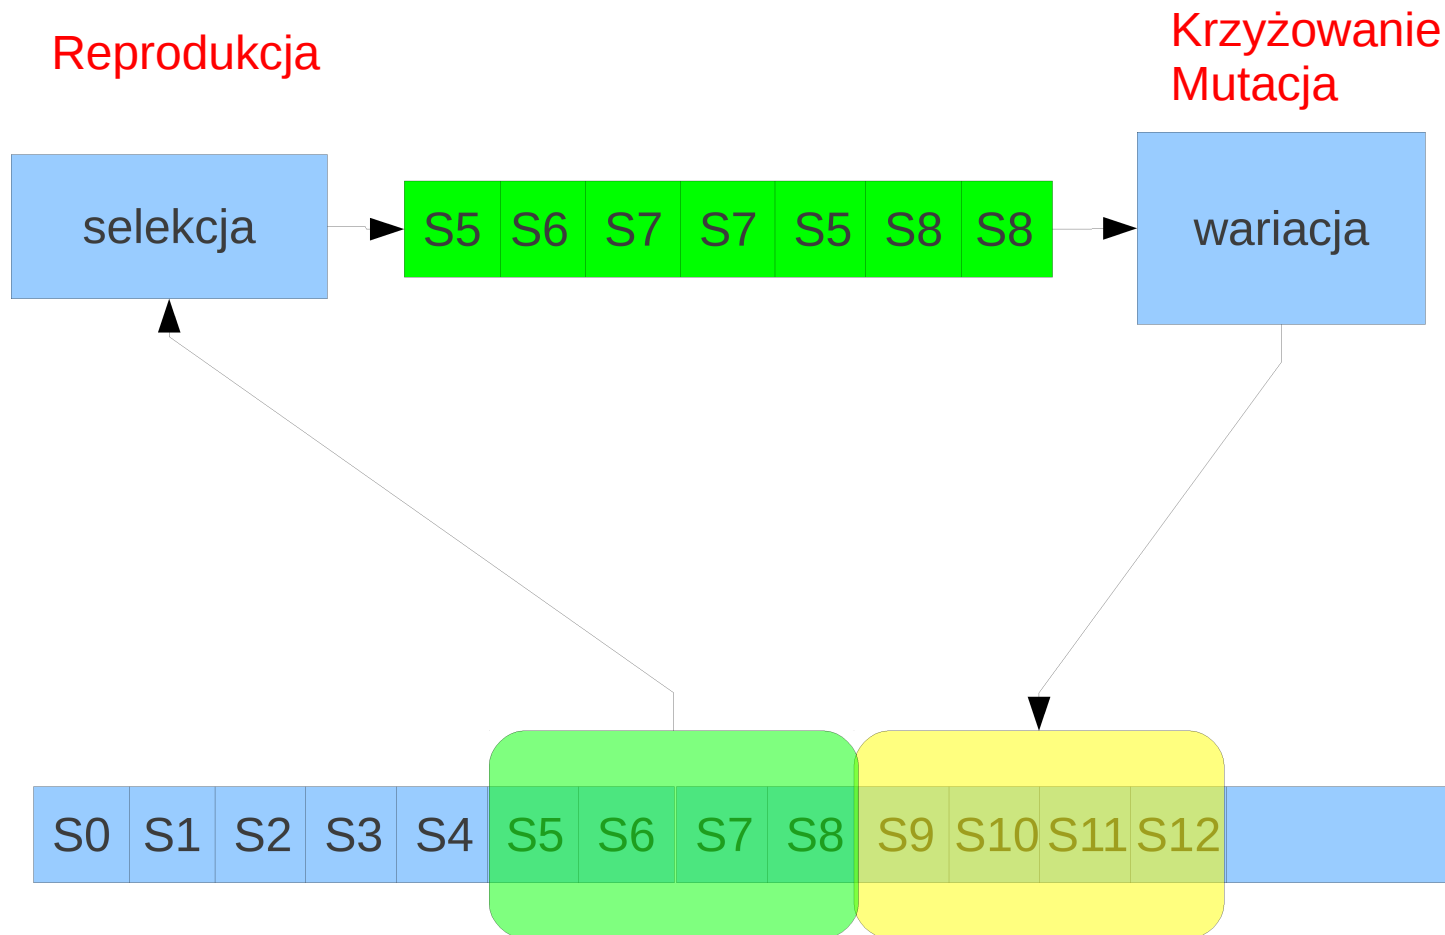 Reprodukcja
Krzyżowanie
Mutacja
selekcja
S5 S6 S7 S7 S5 S8 S8
wariacja
S0 S1 S2 S3 S4 S5 S6 S7 S8 S9 S10 S11 S12